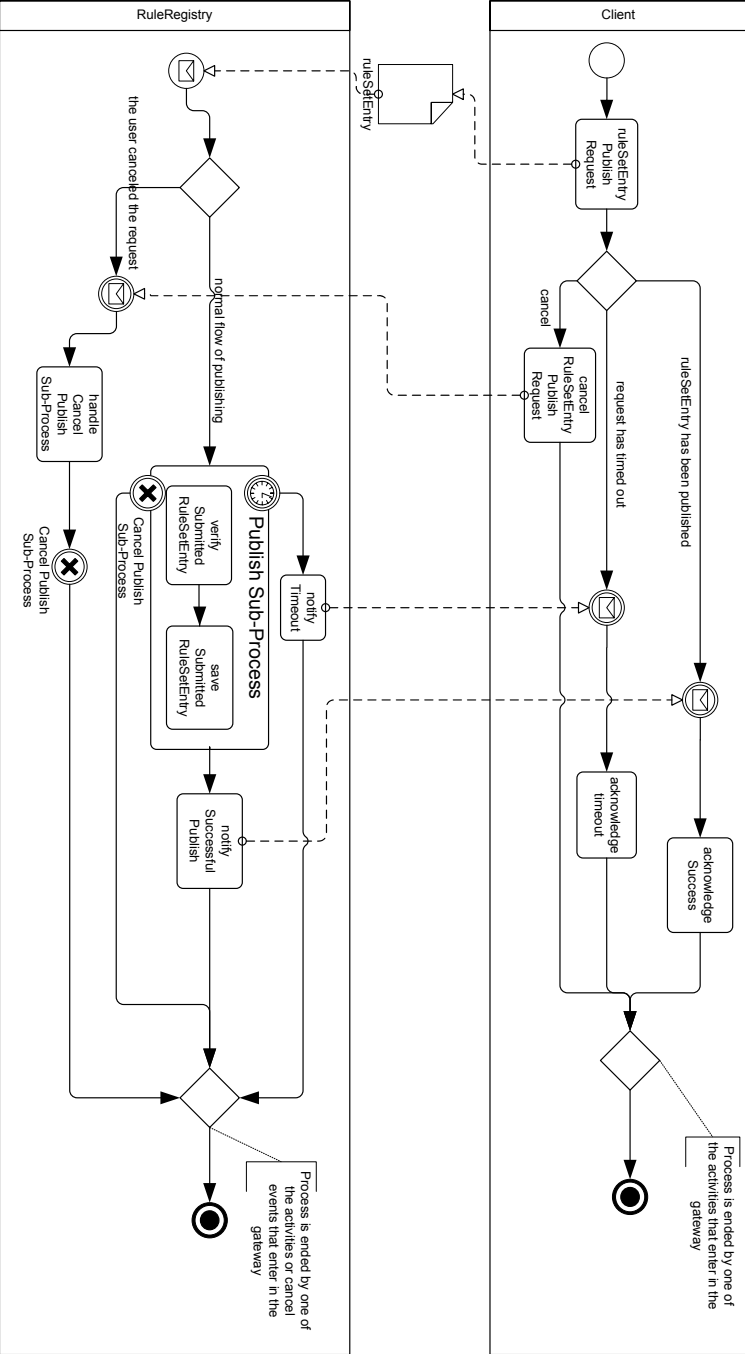 RuleRegistry
Client
ruleSetEntry
Publish
Request
ruleSetEntry
cancel
cancel
RuleSetEntry
Publish
Request
request has timed out
ruleSetEntry has been published
acknowledge
timeout
acknowledge
Success
Process is ended by one of
the activities that enter in the
gateway
the user canceled the request
normal flow of publishing
handle
Cancel
Publish
Sub-Process
Cancel Publish
Sub-Process
Publish Sub-Process
verify
Submitted
RuleSetEntry
save
Submitted
RuleSetEntry
Cancel Publish
Sub-Process
notify
Timeout
notify
Successful
Publish
Process is ended by one of
the activities or cancel
events that enter in the
gateway